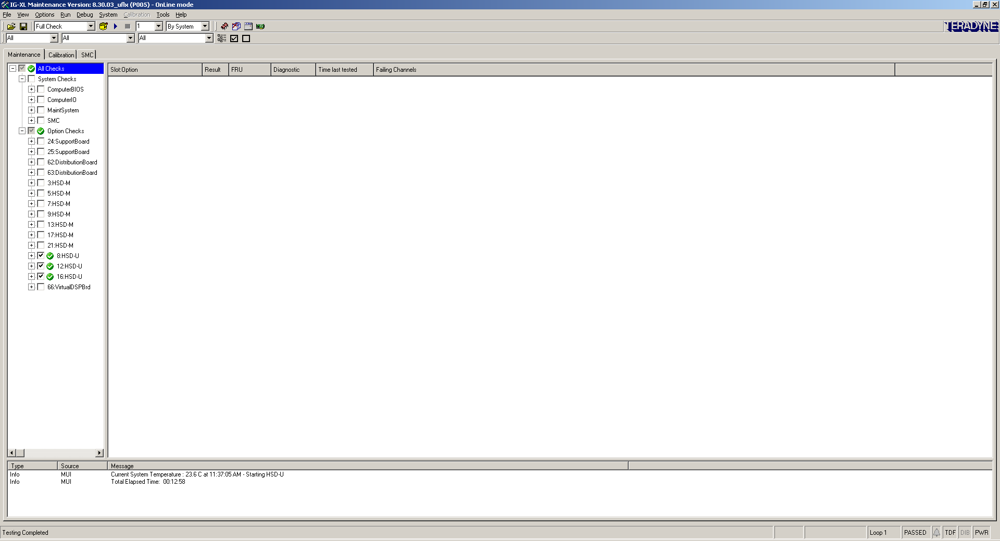 IG-XL Maintenance Version: 8.30.03_uflx (P005) - OnLine mode
File View Options Run Debug System Calibration Tools Help
Full Check 1 By System TERADYNE
All All All
Maintenance Calibration SMC
All Checks
System Checks
ComputerBIOS
ComputerIO
MaintSystem
SMC
Option Checks
24:SupportBoard
25:SupportBoard
62:DistributionBoard
63:DistributionBoard
3:HSD-M
5:HSD-M
7:HSD-M
9:HSD-M
13:HSD-M
17:HSD-M
21:HSD-M
8:HSD-U
12:HSD-U
16:HSD-U
66:VirtualDSPBrd
Slot:Option Result FRU Diagnostic Time last tested Failing Channels
Type Source Message
Info MUI Current System Temperature : 23.6 C at 11:37:05 AM - Starting HSD-U
Info MUI Total Elapsed Time: 00:12:58
Testing Completed Loop 1 PASSED TDF DIB PWR